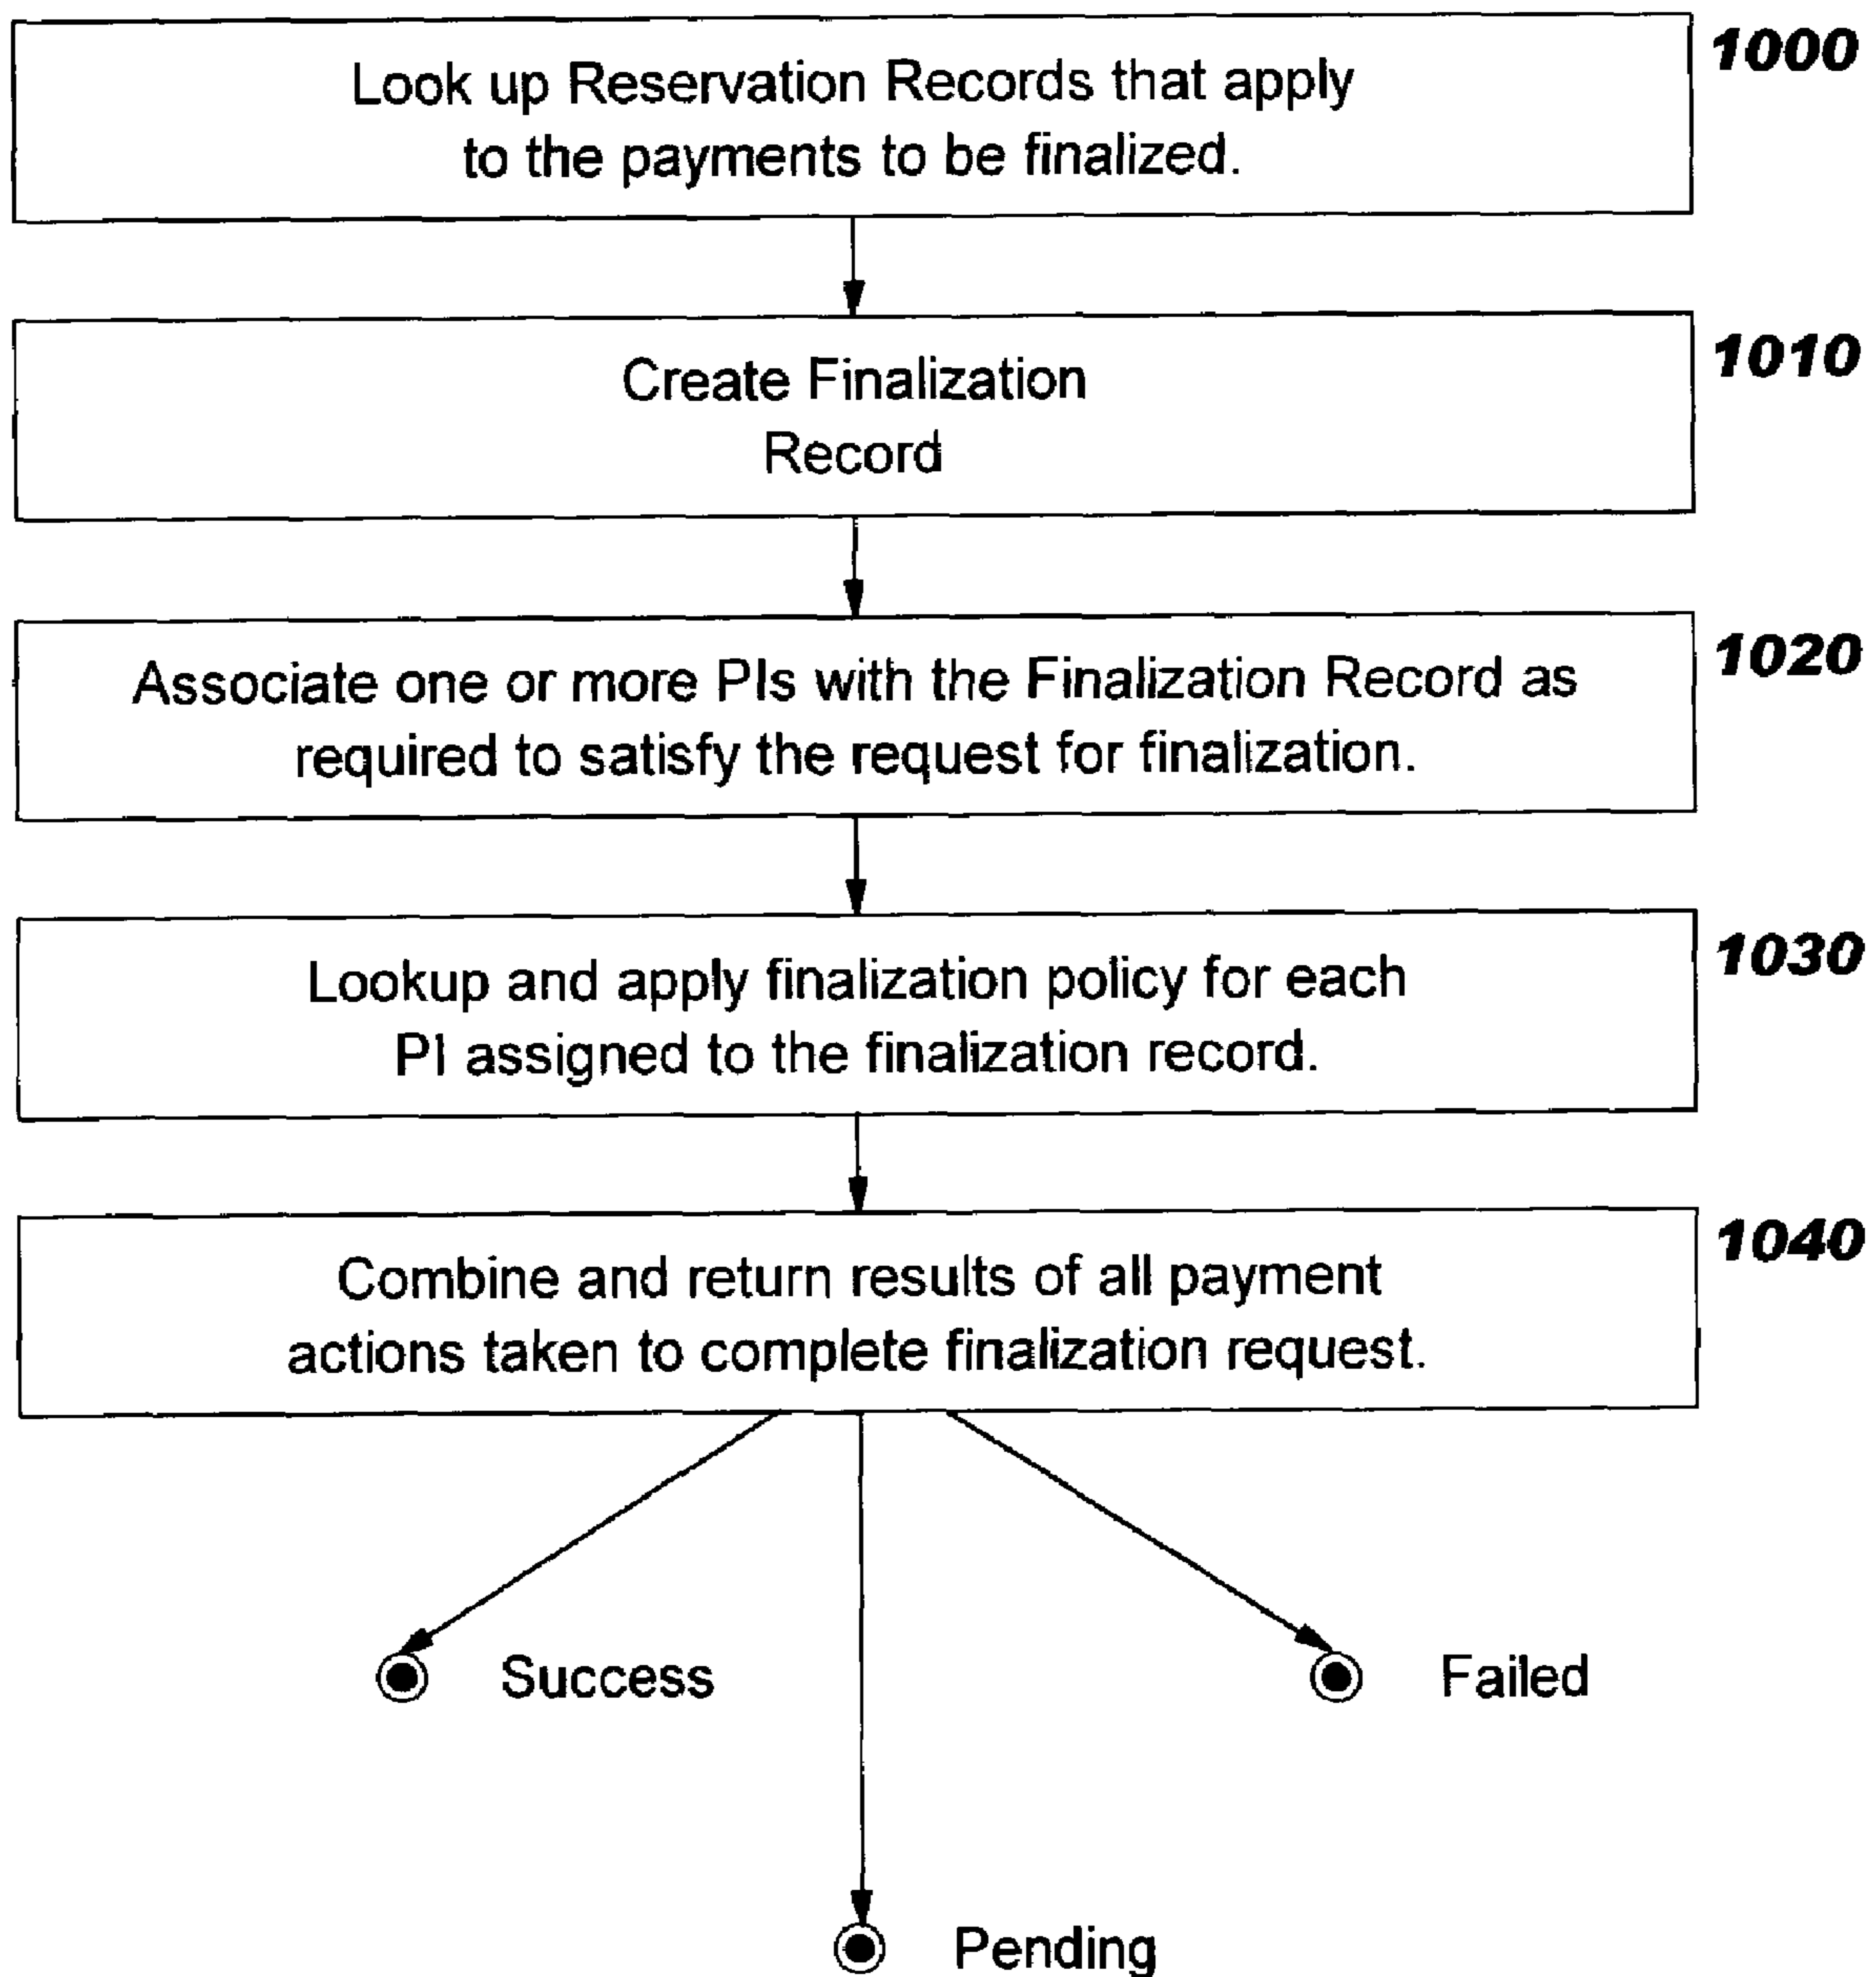 Look up Reservation Records that apply
to the payments to be finalized.
1000
Create Finalization
Record
1010
Associate one or more PIs with the Finalization Record as
required to satisfy the request for finalization.
1020
Lookup and apply finalization policy for each
PI assigned to the finalization record.
1030
Combine and return results of all payment
actions taken to complete finalization request.
1040
Success
Failed
Pending